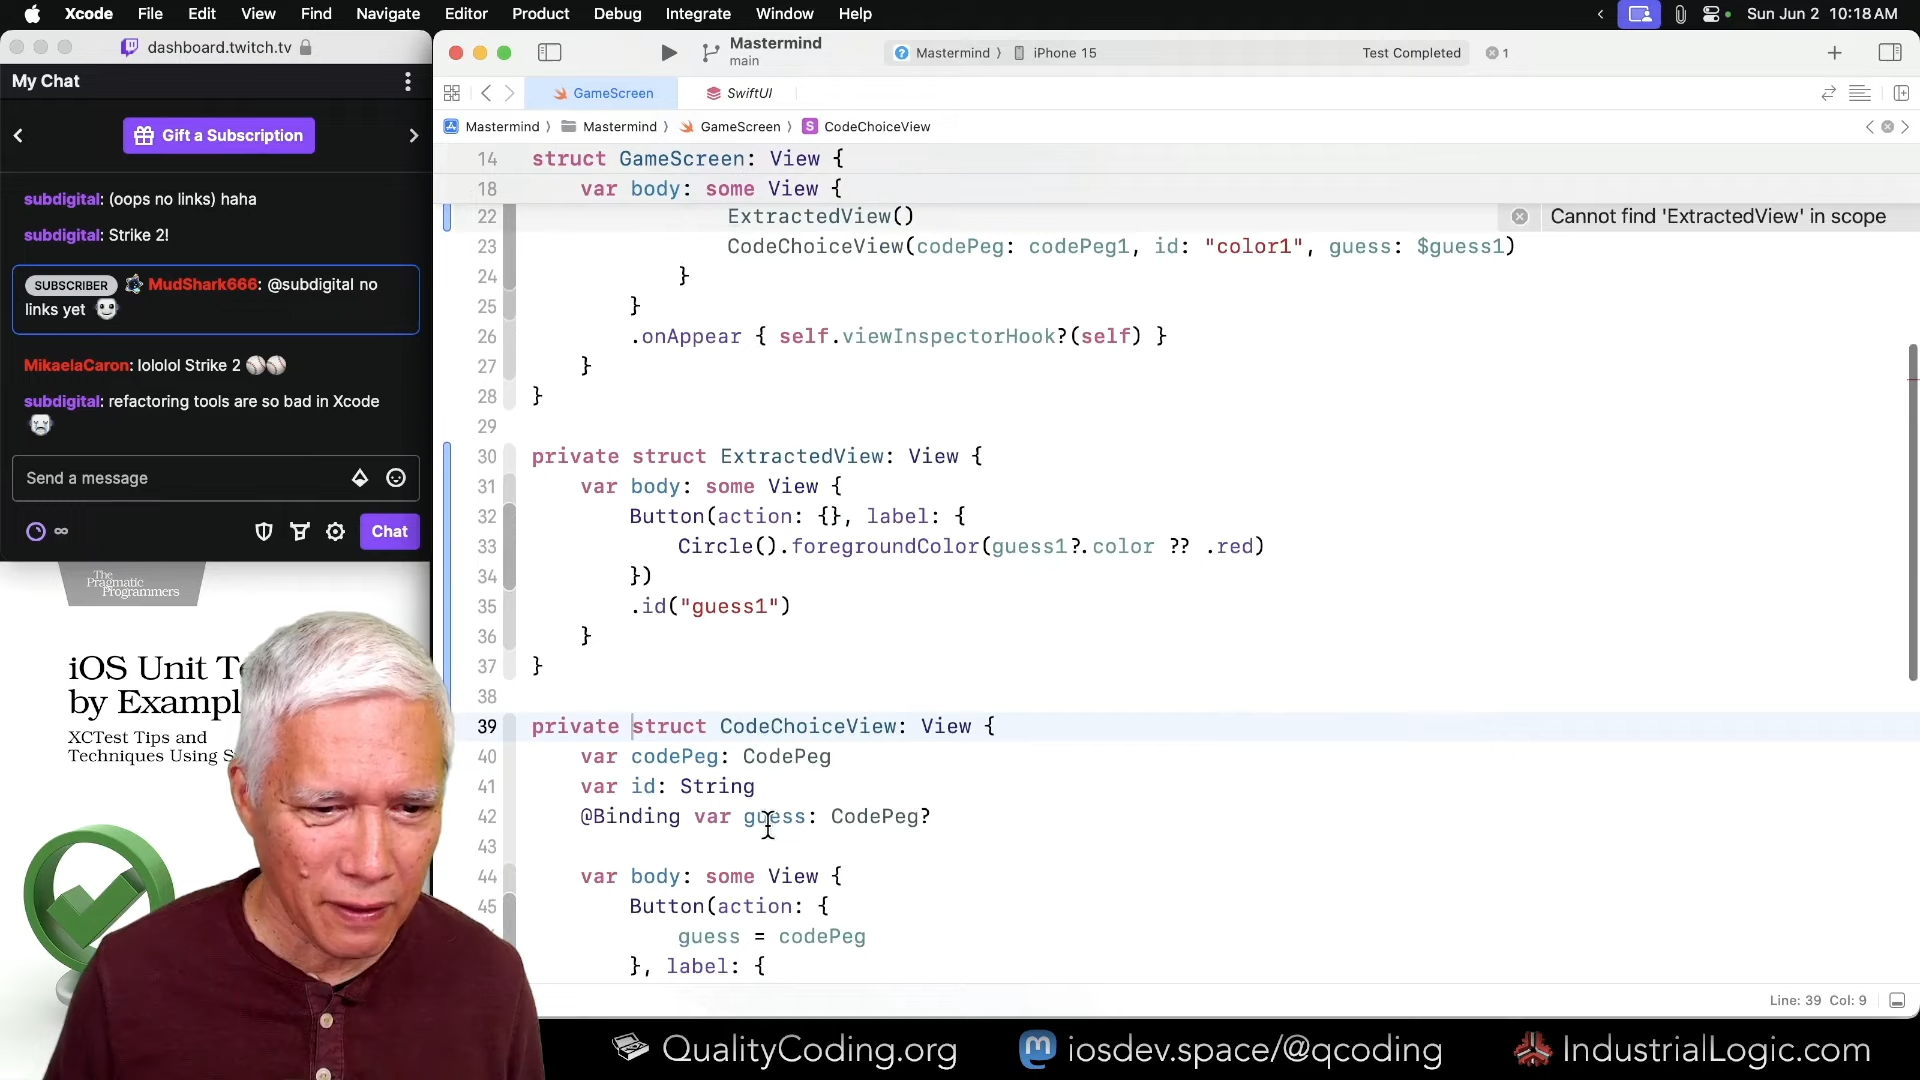 Xcode File Edit View Find Navigate Editor Product Debug Integrate Window Help
Sun Jun 2 10:18 AM
dashboard.twitch.tv
My Chat
Gift a Subscription
subdigital: (oops no links) haha
subdigital: Strike 2!
SUBSCRIBER MudShark666: @subdigital no
links yet
MikaelaCaron: lololol Strike 2
subdigital: refactoring tools are so bad in Xcode
Send a message
∞
Chat
The
Pragmatic
Programmers
iOS Unit Te
by Exampl
XCTest Tips and
Techniques Using S
Mastermind
main
Mastermind 〉 iPhone 15
Test Completed
1
GameScreen
SwiftUI
Mastermind 〉 Mastermind 〉 GameScreen 〉 S CodeChoiceView
14 struct GameScreen: View {
18 var body: some View {
22 ExtractedView()
Cannot find 'ExtractedView' in scope
23 CodeChoiceView(codePeg: codePeg1, id: "color1", guess: $guess1)
24 }
25 }
26 .onAppear { self.viewInspectorHook?(self) }
27 }
28 }
29
30 private struct ExtractedView: View {
31 var body: some View {
32 Button(action: {}, label: {
33 Circle().foregroundColor(guess1?.color ?? .red)
34 })
35 .id("guess1")
36 }
37 }
38
39 private struct CodeChoiceView: View {
40 var codePeg: CodePeg
41 var id: String
42 @Binding var guess: CodePeg?
43
44 var body: some View {
45 Button(action: {
guess = codePeg
}, label: {
Line: 39 Col: 9
QualityCoding.org
iosdev.space/@qcoding
IndustrialLogic.com